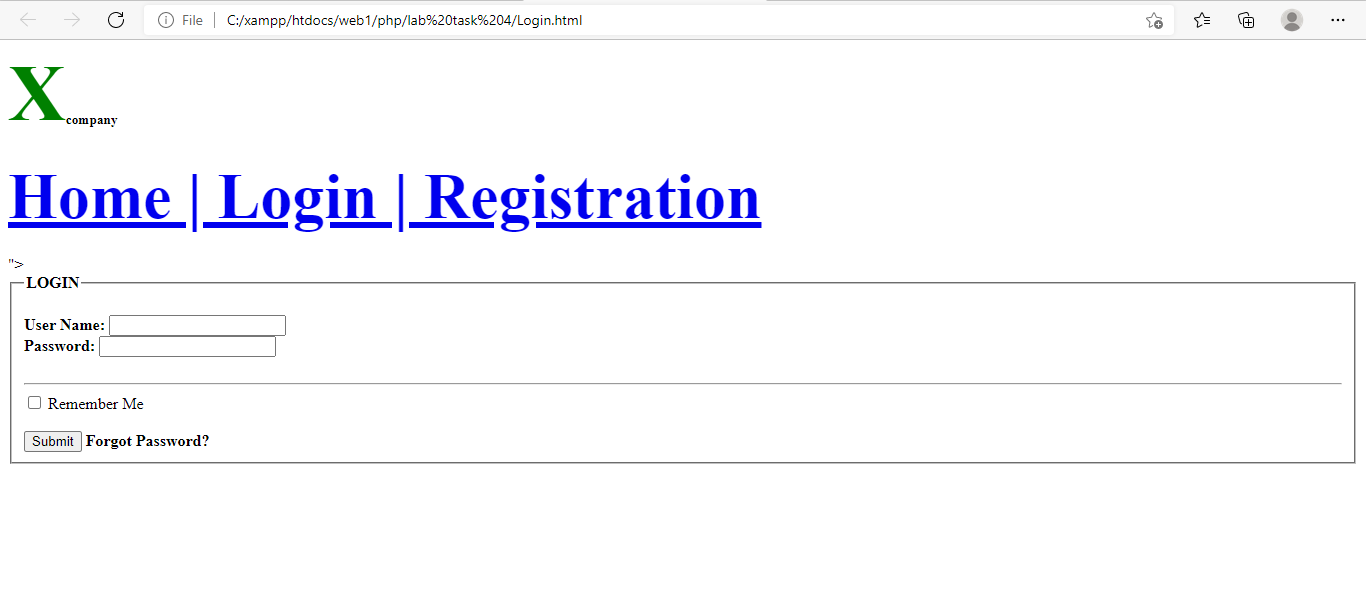 File C:/xampp/htdocs/web1/php/lab%20task%204/Login.html
Xcompany
Home | Login | Registration
">
LOGIN
User Name:
Password:
Remember Me
Submit Forgot Password?